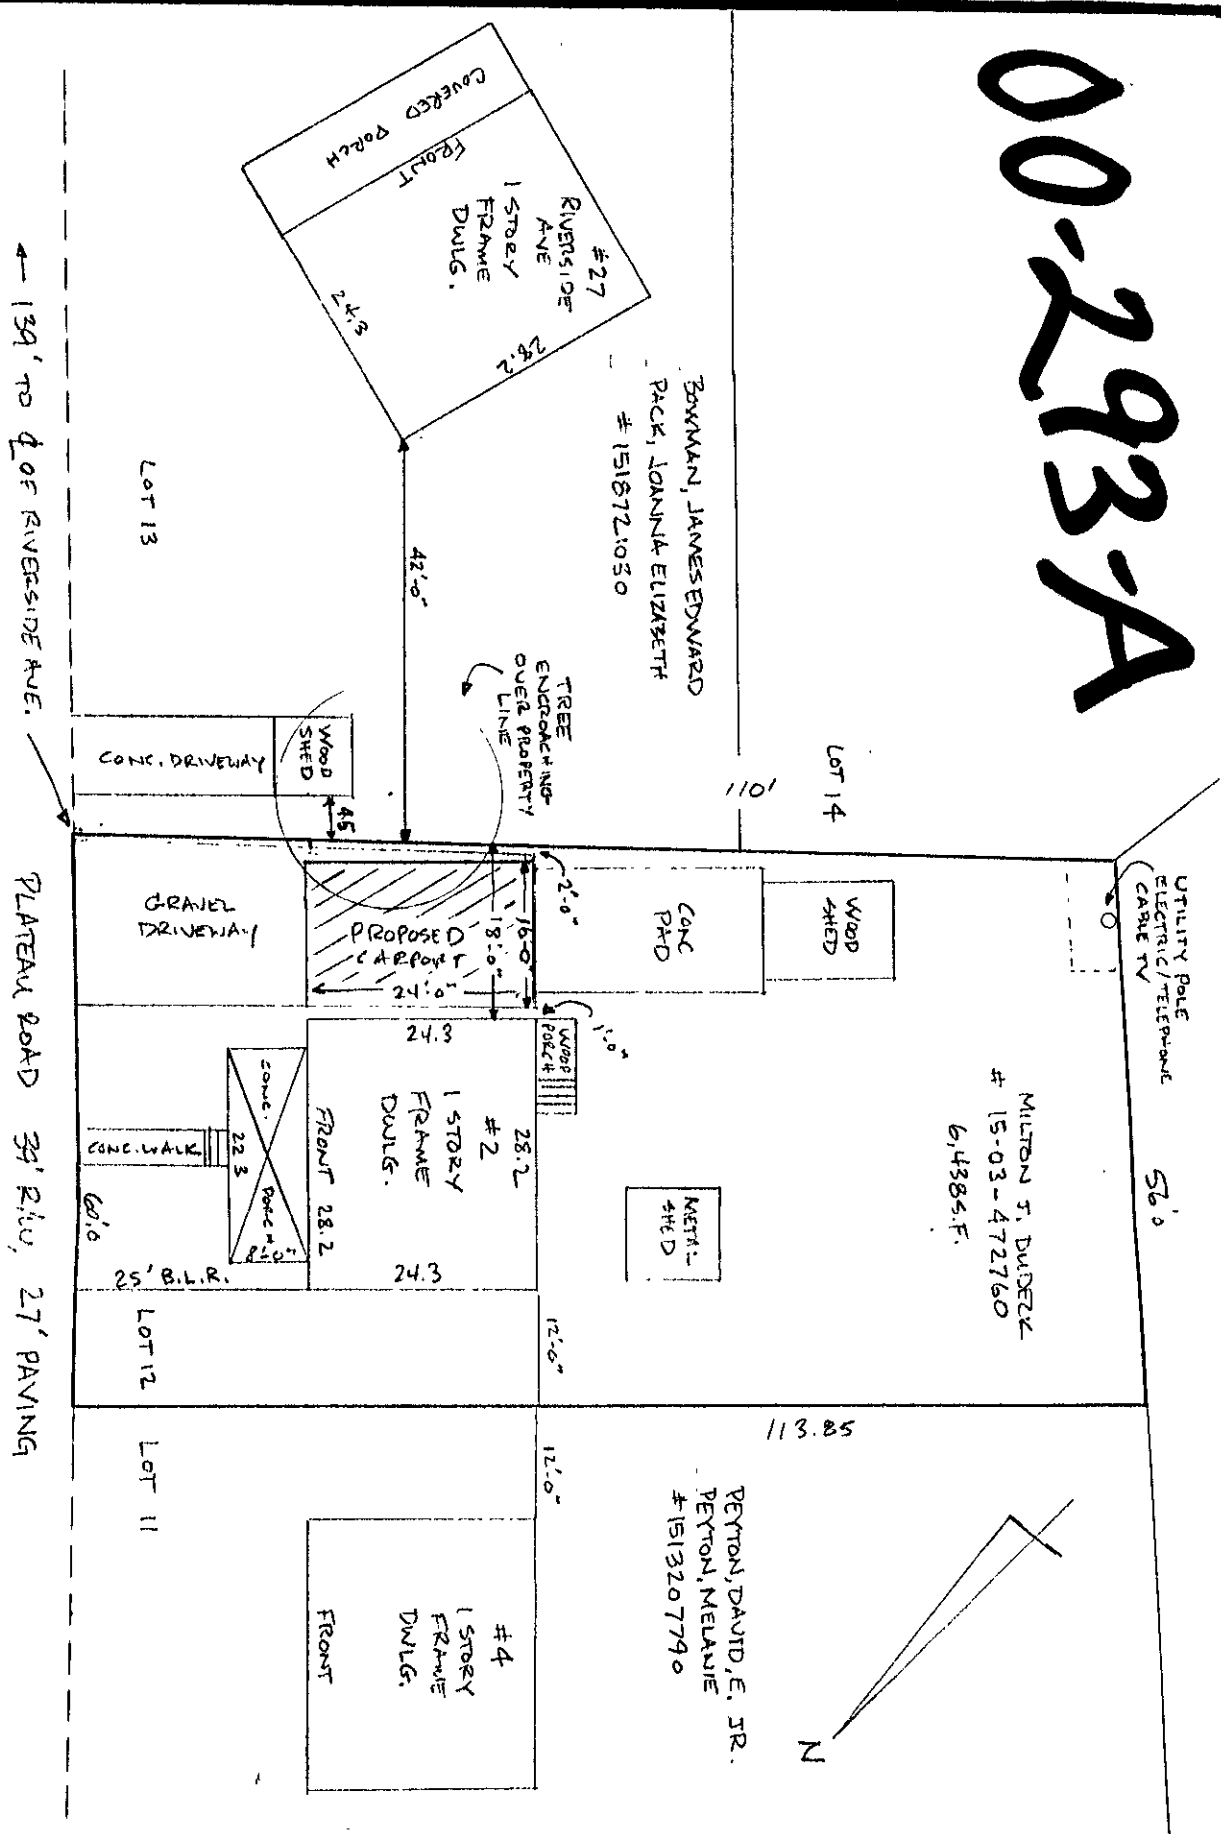 00-293-A
COVERED PORCH
FRONT
#27
RIVERSIDE
AVE
1 STORY
FRAME
DWLG.
24.3
28.2
BOWMAN, JAMES EDWARD
PACK, JOANNA ELIZABETH
#1518721030
LOT 13
42'-0"
TREE
ENCROACHING
OVER PROPERTY
LINE
LOT 14
110'
UTILITY POLE
ELECTRIC/TELEPHONE
CABLE TV
← 139' TO ℄ OF RIVERSIDE AVE.
CONC. DRIVEWAY
WOOD
SHED
45
GRAVEL
DRIVEWAY
PROPOSED
CARPORT
24'-0"
18'-0"
16'-0"
2'-0"
1'-0"
CONC
PAD
WOOD
SHED
WOOD
PORCH
MILTON J. DUDECK
# 15-03-472760
6,438 S.F.
56'0
24.3
28.2
#2
1 STORY
FRAME
DWLG.
FRONT 28.2
24.3
METAL
SHED
CONC. PORCH
22 3
8'-0"
CONC. WALK
60'0
25' B.L.R.
LOT 12
12'-0"
113.85
LOT 11
12'-0"
PEYTON, DAVID, E. JR.
PEYTON, MELANIE
#1513207790
#4
1 STORY
FRAME
DWLG.
FRONT
N
PLATEAU ROAD 34' R/W, 27' PAVING